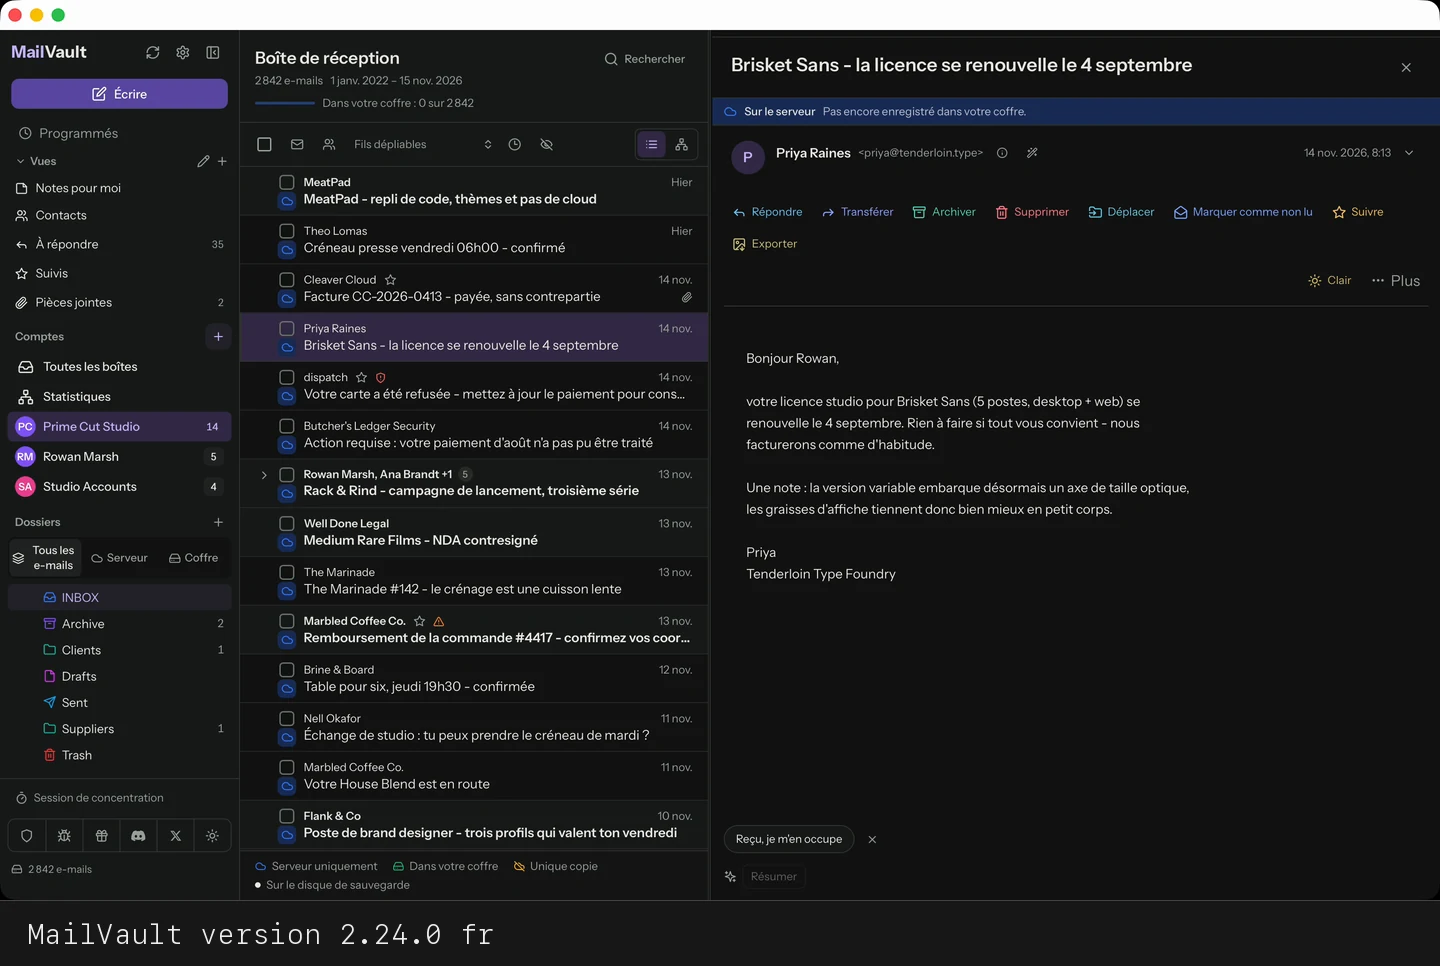 MailVault
Écrire
Programmés
Vues
Notes pour moi
Contacts
À répondre 35
Suivis
Pièces jointes 2
Comptes
Toutes les boîtes
Statistiques
PC Prime Cut Studio 14
RM Rowan Marsh 5
SA Studio Accounts 4
Dossiers
Tous les e-mails
Serveur
Coffre
INBOX
Archive 2
Clients 1
Drafts
Sent
Suppliers 1
Trash
Session de concentration
2 842 e-mails
Boîte de réception
Rechercher
2 842 e-mails 1 janv. 2022 – 15 nov. 2026
Dans votre coffre : 0 sur 2 842
Fils dépliables
MeatPad Hier
MeatPad - repli de code, thèmes et pas de cloud
Theo Lomas Hier
Créneau presse vendredi 06h00 - confirmé
Cleaver Cloud 14 nov.
Facture CC-2026-0413 - payée, sans contrepartie
Priya Raines 14 nov.
Brisket Sans - la licence se renouvelle le 4 septembre
dispatch 14 nov.
Votre carte a été refusée - mettez à jour le paiement pour cons...
Butcher's Ledger Security 14 nov.
Action requise : votre paiement d'août n'a pas pu être traité
Rowan Marsh, Ana Brandt +1 5 13 nov.
Rack & Rind - campagne de lancement, troisième série
Well Done Legal 13 nov.
Medium Rare Films - NDA contresigné
The Marinade 13 nov.
The Marinade #142 - le crénage est une cuisson lente
Marbled Coffee Co. 13 nov.
Remboursement de la commande #4417 - confirmez vos coor...
Brine & Board 12 nov.
Table pour six, jeudi 19h30 - confirmée
Nell Okafor 11 nov.
Échange de studio : tu peux prendre le créneau de mardi ?
Marbled Coffee Co. 11 nov.
Votre House Blend est en route
Flank & Co 10 nov.
Poste de brand designer - trois profils qui valent ton vendredi
Serveur uniquement Dans votre coffre Unique copie
Sur le disque de sauvegarde
Brisket Sans - la licence se renouvelle le 4 septembre
Sur le serveur Pas encore enregistré dans votre coffre.
P Priya Raines <priya@tenderloin.type> 14 nov. 2026, 8:13
Répondre Transférer Archiver Supprimer Déplacer Marquer comme non lu Suivre
Exporter
Clair Plus
Bonjour Rowan,
votre licence studio pour Brisket Sans (5 postes, desktop + web) se
renouvelle le 4 septembre. Rien à faire si tout vous convient - nous
facturerons comme d'habitude.
Une note : la version variable embarque désormais un axe de taille optique,
les graisses d'affiche tiennent donc bien mieux en petit corps.
Priya
Tenderloin Type Foundry
Reçu, je m'en occupe
Résumer
MailVault version 2.24.0 fr